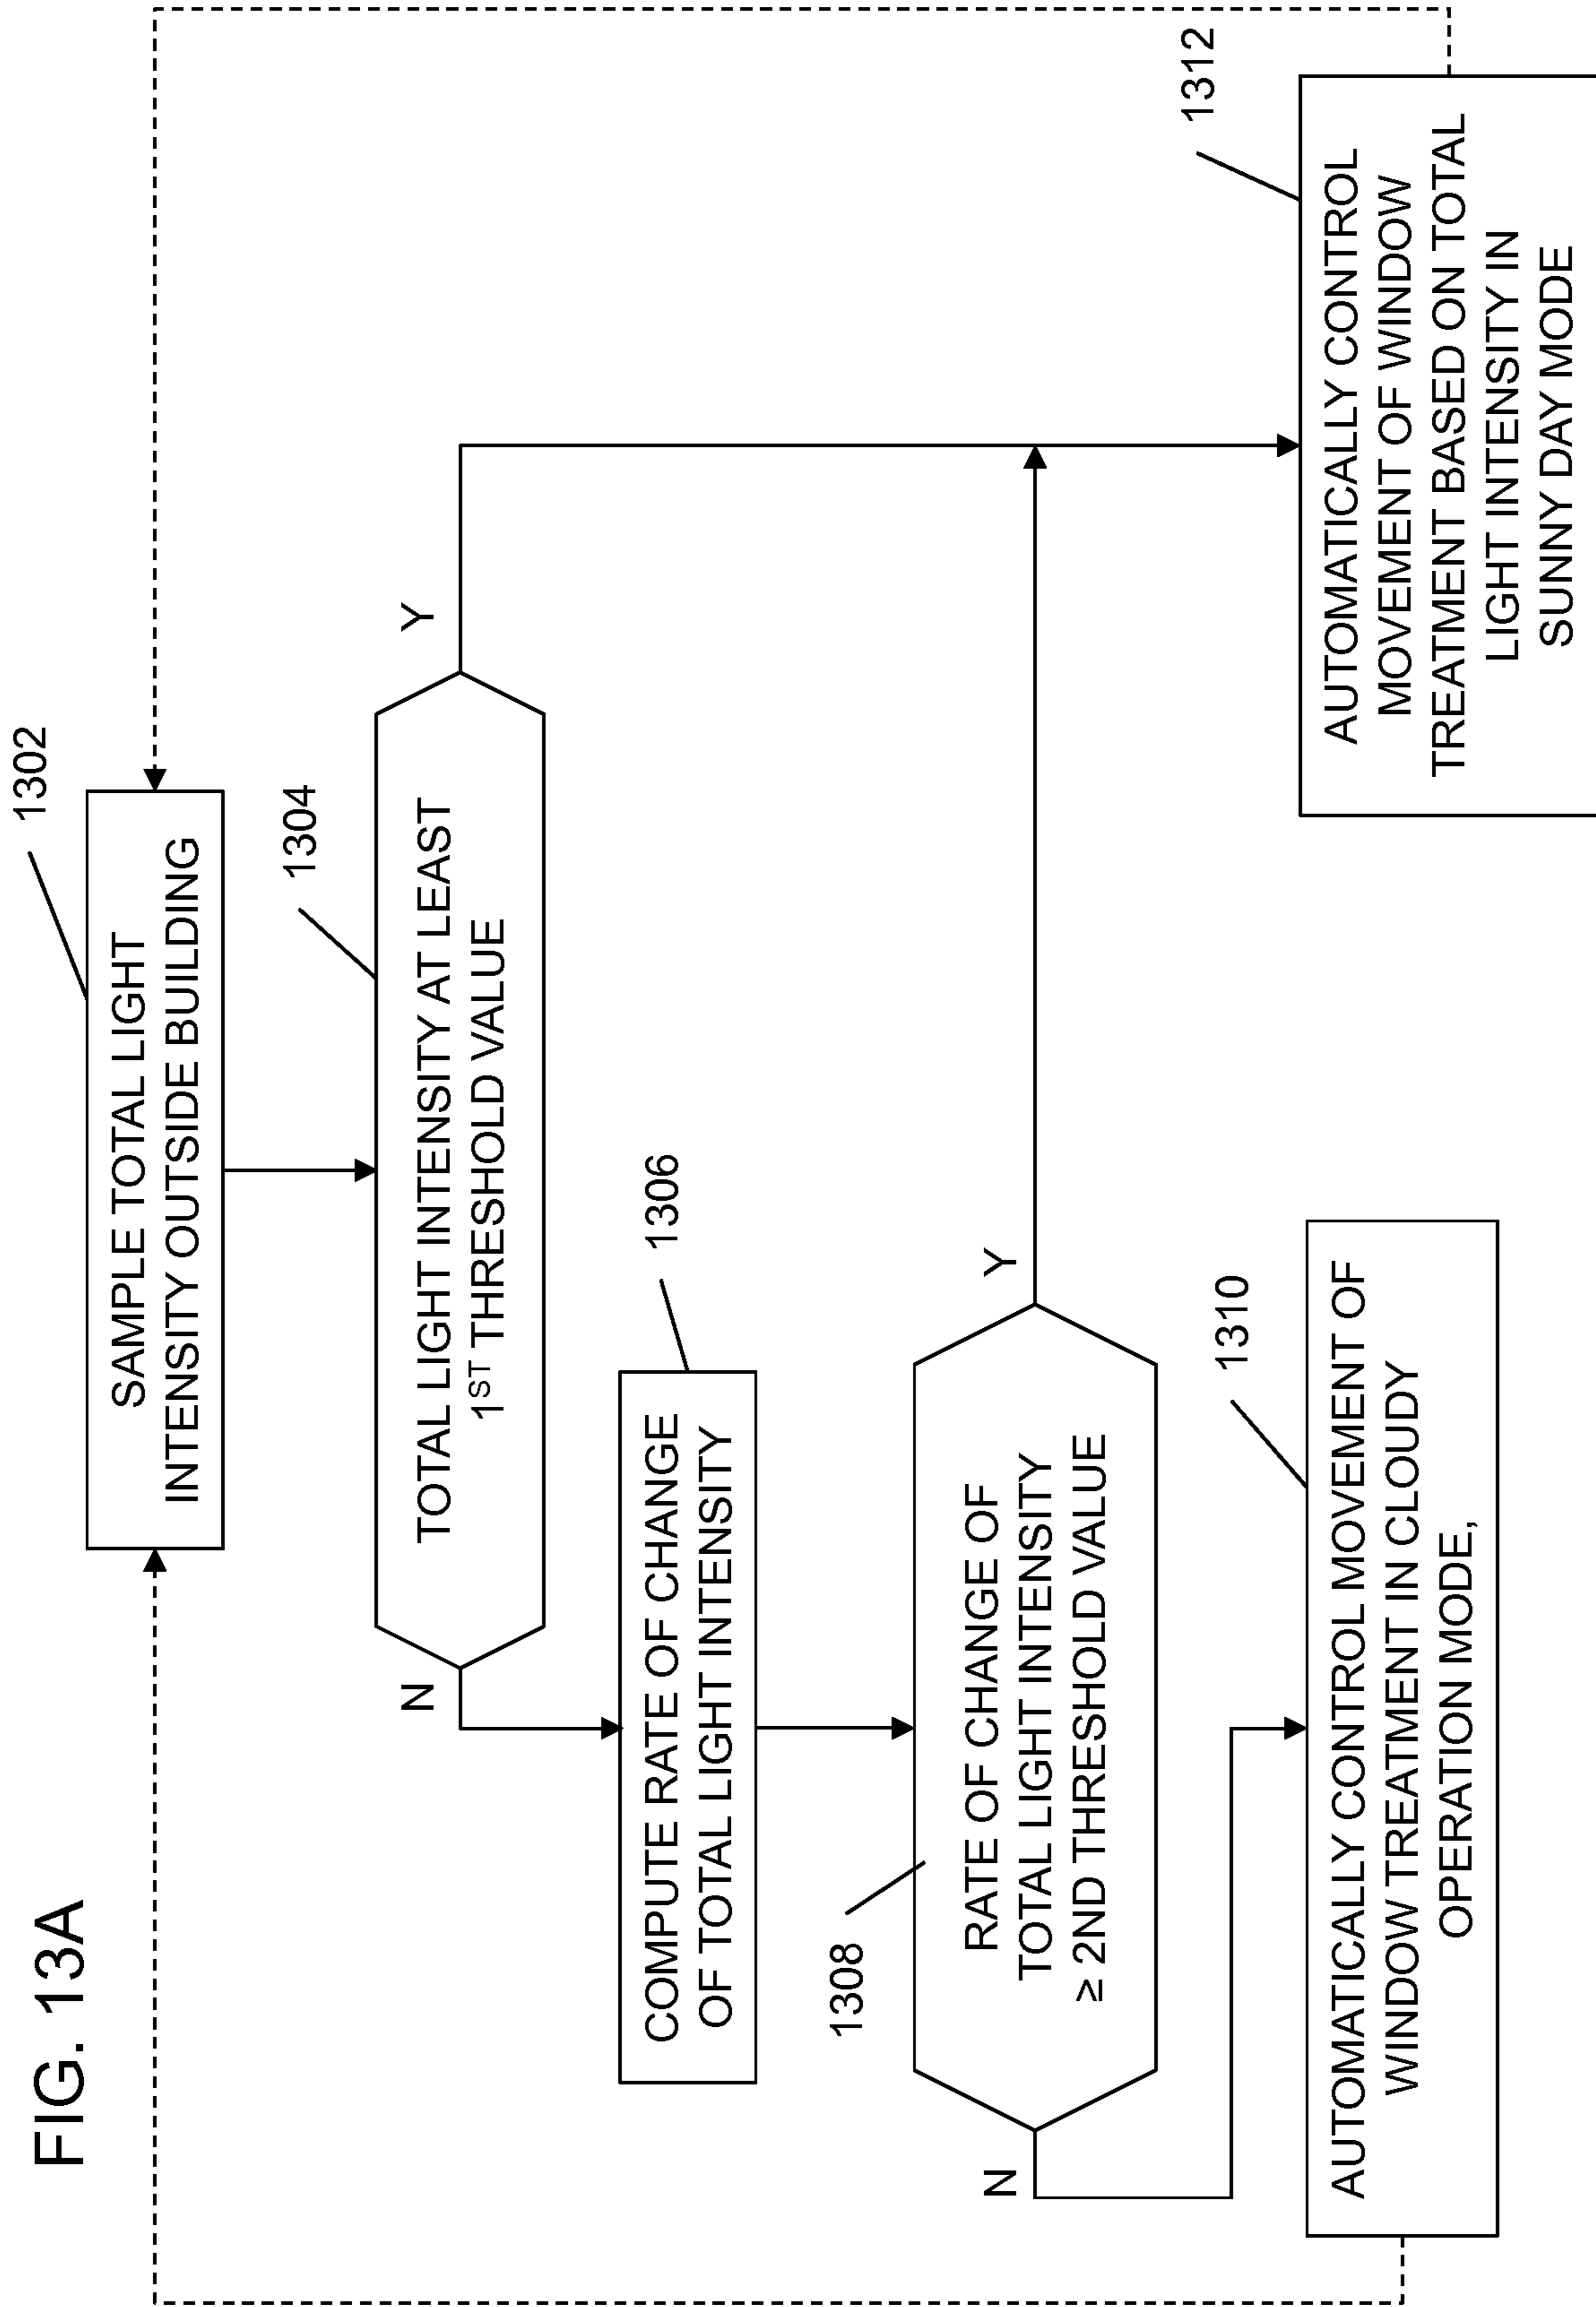 FIG. 13A
1302
SAMPLE TOTAL LIGHT
INTENSITY OUTSIDE BUILDING
1304
TOTAL LIGHT INTENSITY AT LEAST
1ST THRESHOLD VALUE
N
Y
1306
COMPUTE RATE OF CHANGE
OF TOTAL LIGHT INTENSITY
1308
RATE OF CHANGE OF
TOTAL LIGHT INTENSITY
≥ 2ND THRESHOLD VALUE
N
Y
1310
AUTOMATICALLY CONTROL MOVEMENT OF
WINDOW TREATMENT IN CLOUDY
OPERATION MODE,
1312
AUTOMATICALLY CONTROL
MOVEMENT OF WINDOW
TREATMENT BASED ON TOTAL
LIGHT INTENSITY IN
SUNNY DAY MODE